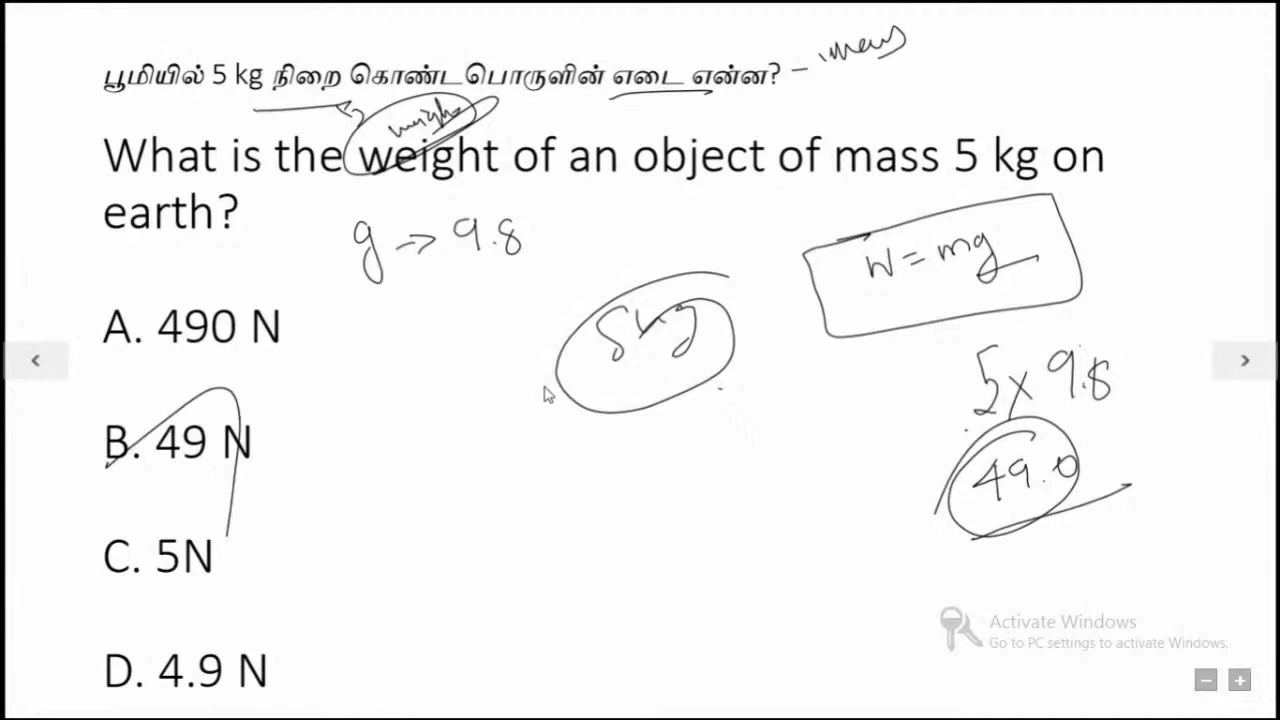 பூமியில் 5 kg நிறை கொண்டபொருளின் எடை என்ன? -
What is the weight of an object of mass 5 kg on
earth?
g → 9.8
W = mg
A. 490 N
5kg
5 x 9.8
B. 49 N
49.0
C. 5N
Activate Windows
Go to PC settings to activate Windows.
D. 4.9 N